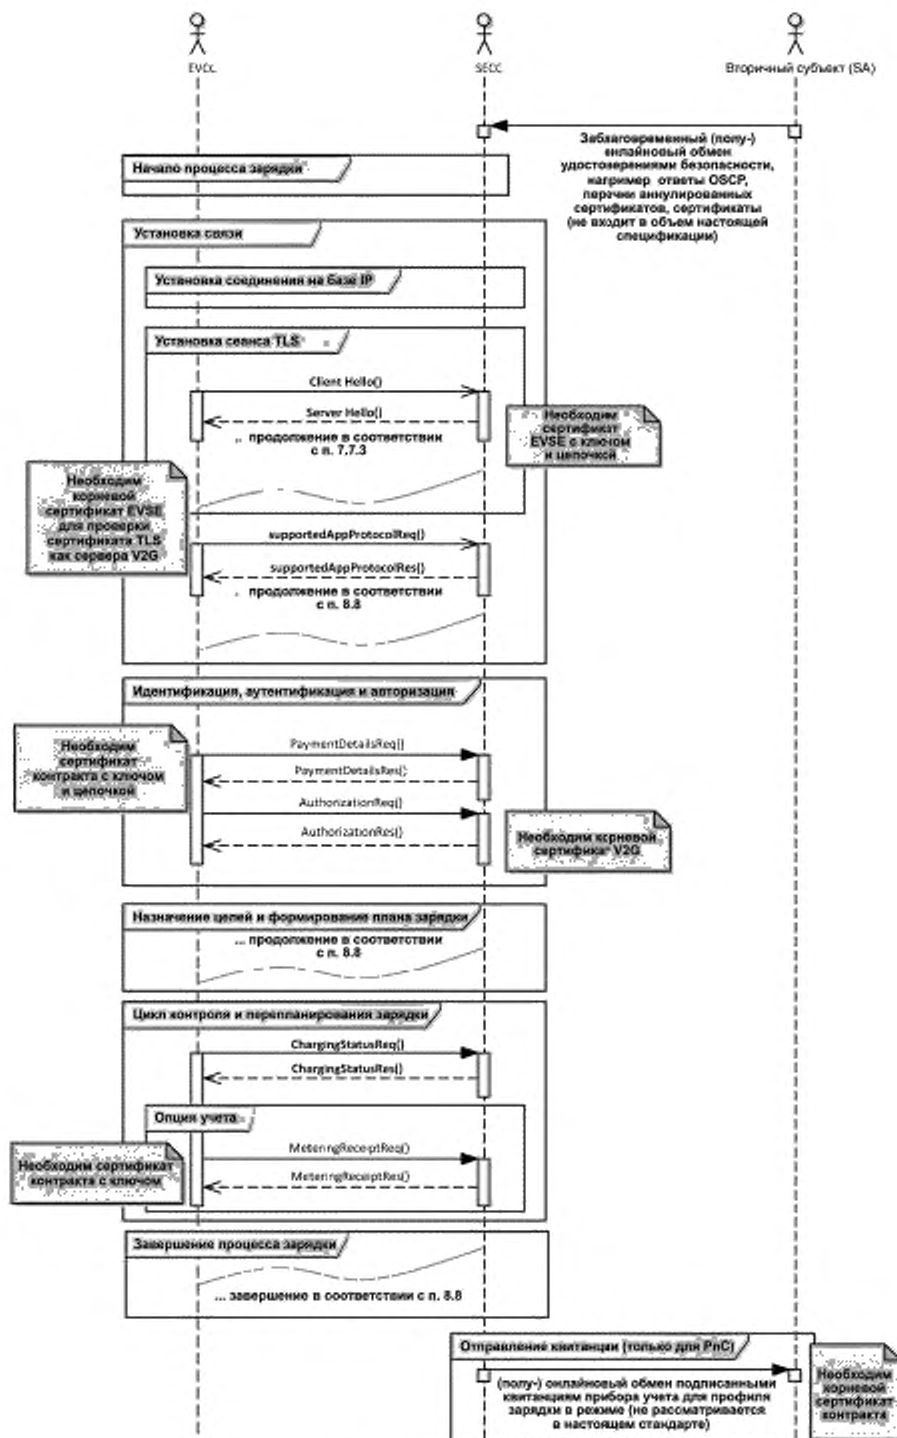 EVCC
SECC
Вторичный субъект (SA)
Заблаговременный (полу-)
онлайновый обмен
удостоверениями безопасности,
например ответы OSCP,
перечни аннулированных
сертификатов, сертификаты
(не входит в объем настоящей
спецификации)
Начало процесса зарядки
Установка связи
Установка соединения на базе IP
Установка сеанса TLS
Client Hello()
Server Hello()
.. продолжение в соответствии
с п. 7.7.3
Необходим
сертификат
EVSE с ключом
и цепочкой
Необходим
корневой
сертификат EVSE
для проверки
сертификата TLS
как сервера V2G
supportedAppProtocolReq()
supportedAppProtocolRes()
. продолжение в соответствии
с п. 8.8
Идентификация, аутентификация и авторизация
Необходим
сертификат
контракта с ключом
и цепочкой
PaymentDetailsReq()
PaymentDetailsRes()
AuthorizationReq()
AuthorizationRes()
Необходим корневой
сертификат V2G
Назначение целей и формирование плана зарядки
... продолжение в соответствии
с п. 8.8
Цикл контроля и перепланирования зарядки
ChargingStatusReq()
ChargingStatusRes()
Опция учета
MeteringReceiptReq()
MeteringReceiptRes()
Необходим сертификат
контракта с ключом
Завершение процесса зарядки
... завершение в соответствии с п. 8.8
Отправление квитанции (только для PnC)
(полу-) онлайновый обмен подписанными
квитанциям прибора учета для профиля
зарядки в режиме (не рассматривается
в настоящем стандарте)
Необходим
корневой
сертификат
контракта